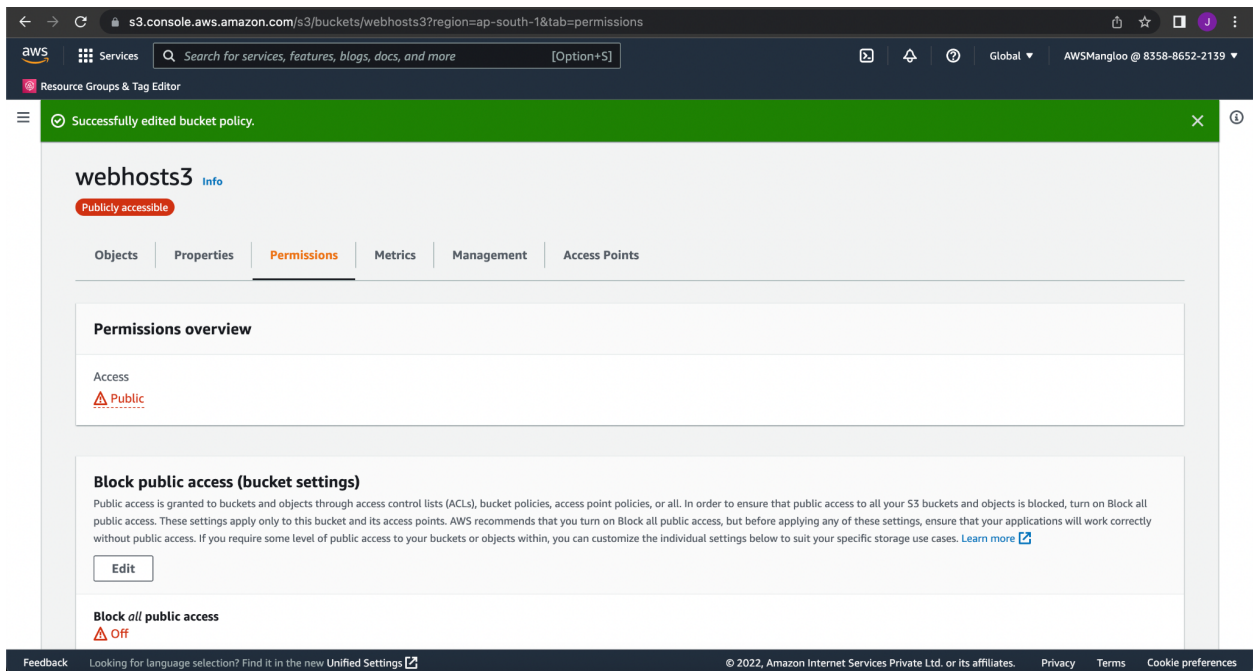 s3.console.aws.amazon.com/s3/buckets/webhosts3?region=ap-south-1&tab=permissions
J
aws
Services
Search for services, features, blogs, docs, and more
[Option+S]
Global
AWSMangloo @ 8358-8652-2139
Resource Groups & Tag Editor
Successfully edited bucket policy.
webhosts3 Info
Publicly accessible
Objects
Properties
Permissions
Metrics
Management
Access Points
Permissions overview
Access
Public
Block public access (bucket settings)
Public access is granted to buckets and objects through access control lists (ACLs), bucket policies, access point policies, or all. In order to ensure that public access to all your S3 buckets and objects is blocked, turn on Block all
public access. These settings apply only to this bucket and its access points. AWS recommends that you turn on Block all public access, but before applying any of these settings, ensure that your applications will work correctly
without public access. If you require some level of public access to your buckets or objects within, you can customize the individual settings below to suit your specific storage use cases. Learn more
Edit
Block all public access
Off
Feedback
Looking for language selection? Find it in the new Unified Settings
© 2022, Amazon Internet Services Private Ltd. or its affiliates.
Privacy
Terms
Cookie preferences